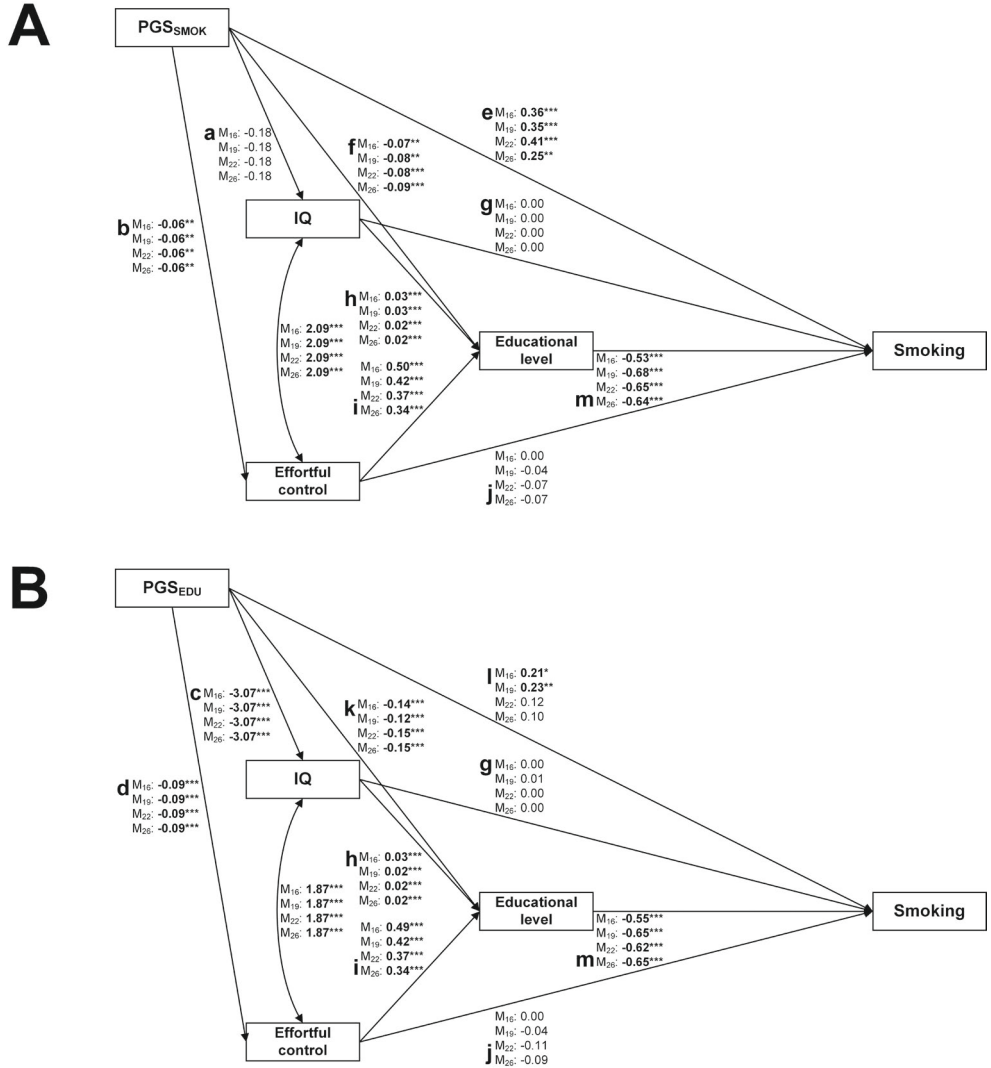 A
PGSSMOK
a M16: -0.18
M19: -0.18
M22: -0.18
M26: -0.18
b M16: -0.06**
M19: -0.06**
M22: -0.06**
M26: -0.06**
e M16: 0.36***
M19: 0.35***
M22: 0.41***
M26: 0.25**
f M16: -0.07**
M19: -0.08**
M22: -0.08***
M26: -0.09***
IQ
g M16: 0.00
M19: 0.00
M22: 0.00
M26: 0.00
h M16: 0.03***
M19: 0.03***
M22: 0.02***
M26: 0.02***
M16: 2.09***
M19: 2.09***
M22: 2.09***
M26: 2.09***
M16: 0.50***
M19: 0.42***
M22: 0.37***
i M26: 0.34***
Educational
level
M16: -0.53***
M19: -0.68***
M22: -0.65***
m M26: -0.64***
Smoking
Effortful
control
M16: 0.00
M19: -0.04
M22: -0.07
j M26: -0.07
B
PGSEDU
c M16: -3.07***
M19: -3.07***
M22: -3.07***
M26: -3.07***
d M16: -0.09***
M19: -0.09***
M22: -0.09***
M26: -0.09***
l M16: 0.21*
M19: 0.23**
M22: 0.12
M26: 0.10
k M16: -0.14***
M19: -0.12***
M22: -0.15***
M26: -0.15***
IQ
g M16: 0.00
M19: 0.01
M22: 0.00
M26: 0.00
h M16: 0.03***
M19: 0.02***
M22: 0.02***
M26: 0.02***
M16: 1.87***
M19: 1.87***
M22: 1.87***
M26: 1.87***
M16: 0.49***
M19: 0.42***
M22: 0.37***
i M26: 0.34***
Educational
level
M16: -0.55***
M19: -0.65***
M22: -0.62***
m M26: -0.65***
Smoking
Effortful
control
M16: 0.00
M19: -0.04
M22: -0.11
j M26: -0.09